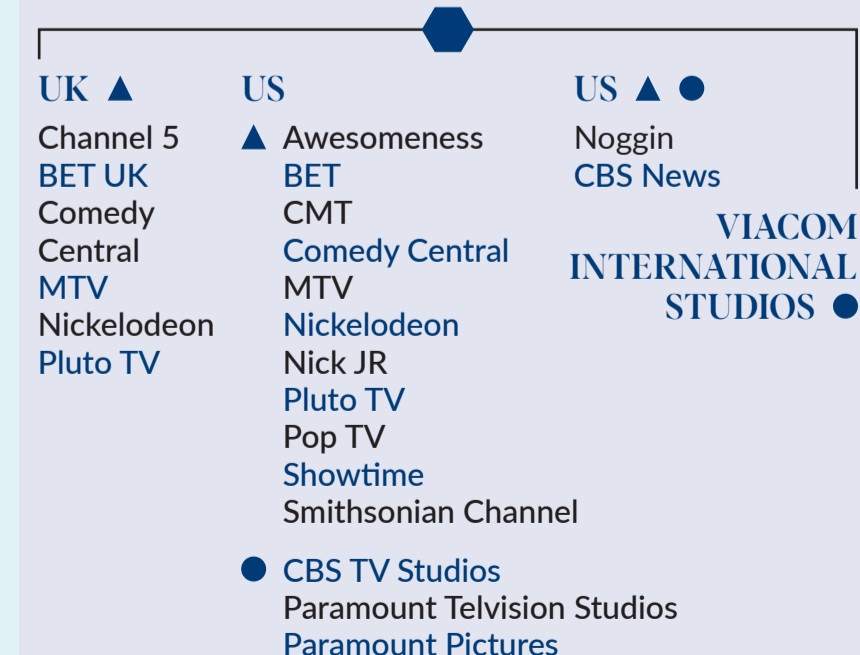 UK
Channel 5
BET UK
Comedy
Central
MTV
Nickelodeon
Pluto TV
US
Awesomeness
BET
CMT
Comedy Central
MTV
Nickelodeon
Nick JR
Pluto TV
Pop TV
Showtime
Smithsonian Channel
CBS TV Studios
Paramount Telvision Studios
Paramount Pictures
US
Noggin
CBS News
VIACOM
INTERNATIONAL
STUDIOS